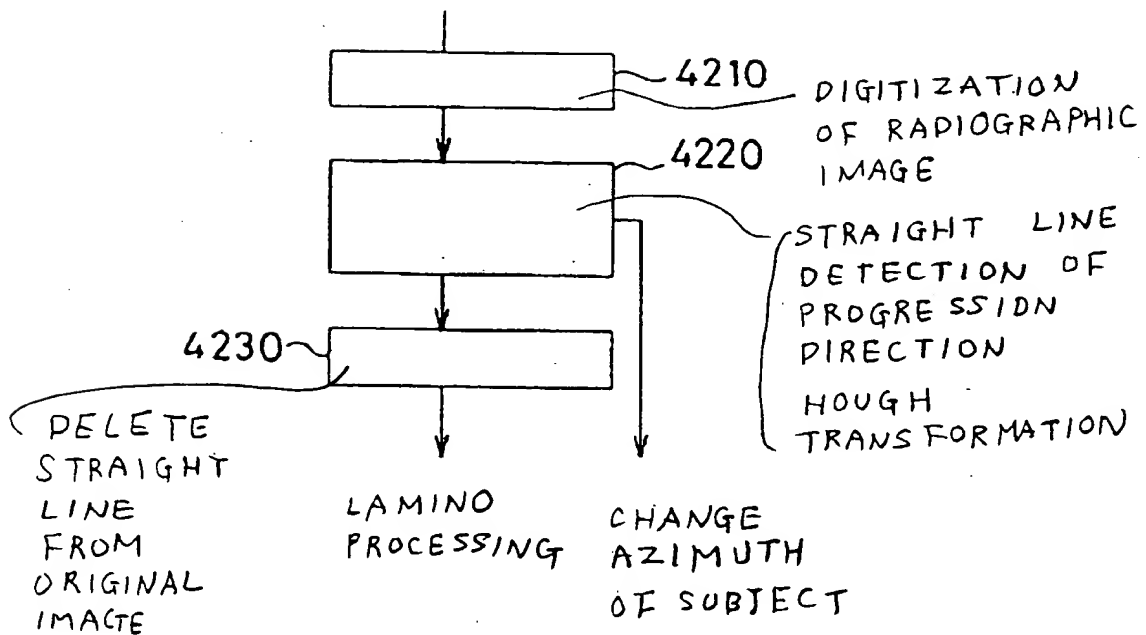 4210
DIGITIZATION
OF RADIOGRAPHIC
IMAGE
4220
STRAIGHT LINE
DETECTION OF
PROGRESSION
DIRECTION
HOUGH
TRANSFORMATION
4230
DELETE
STRAIGHT
LINE
FROM
ORIGINAL
IMAGE
LAMINO
PROCESSING
CHANGE
AZIMUTH
OF SUBJECT